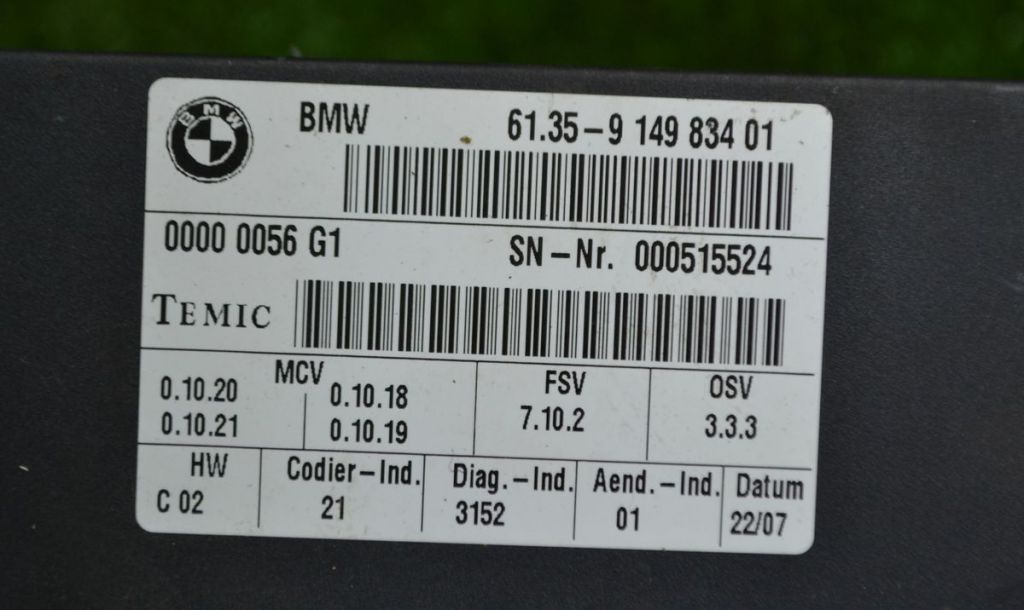 BMW
BMW 61.35-9 149 834 01
0000 0056 G1 SN-Nr. 000515524
TEMIC
MCV FSV OSV
0.10.20 0.10.18 7.10.2 3.3.3
0.10.21 0.10.19
HW Codier-Ind. Diag.-Ind. Aend.-Ind. Datum
C 02 21 3152 01 22/07